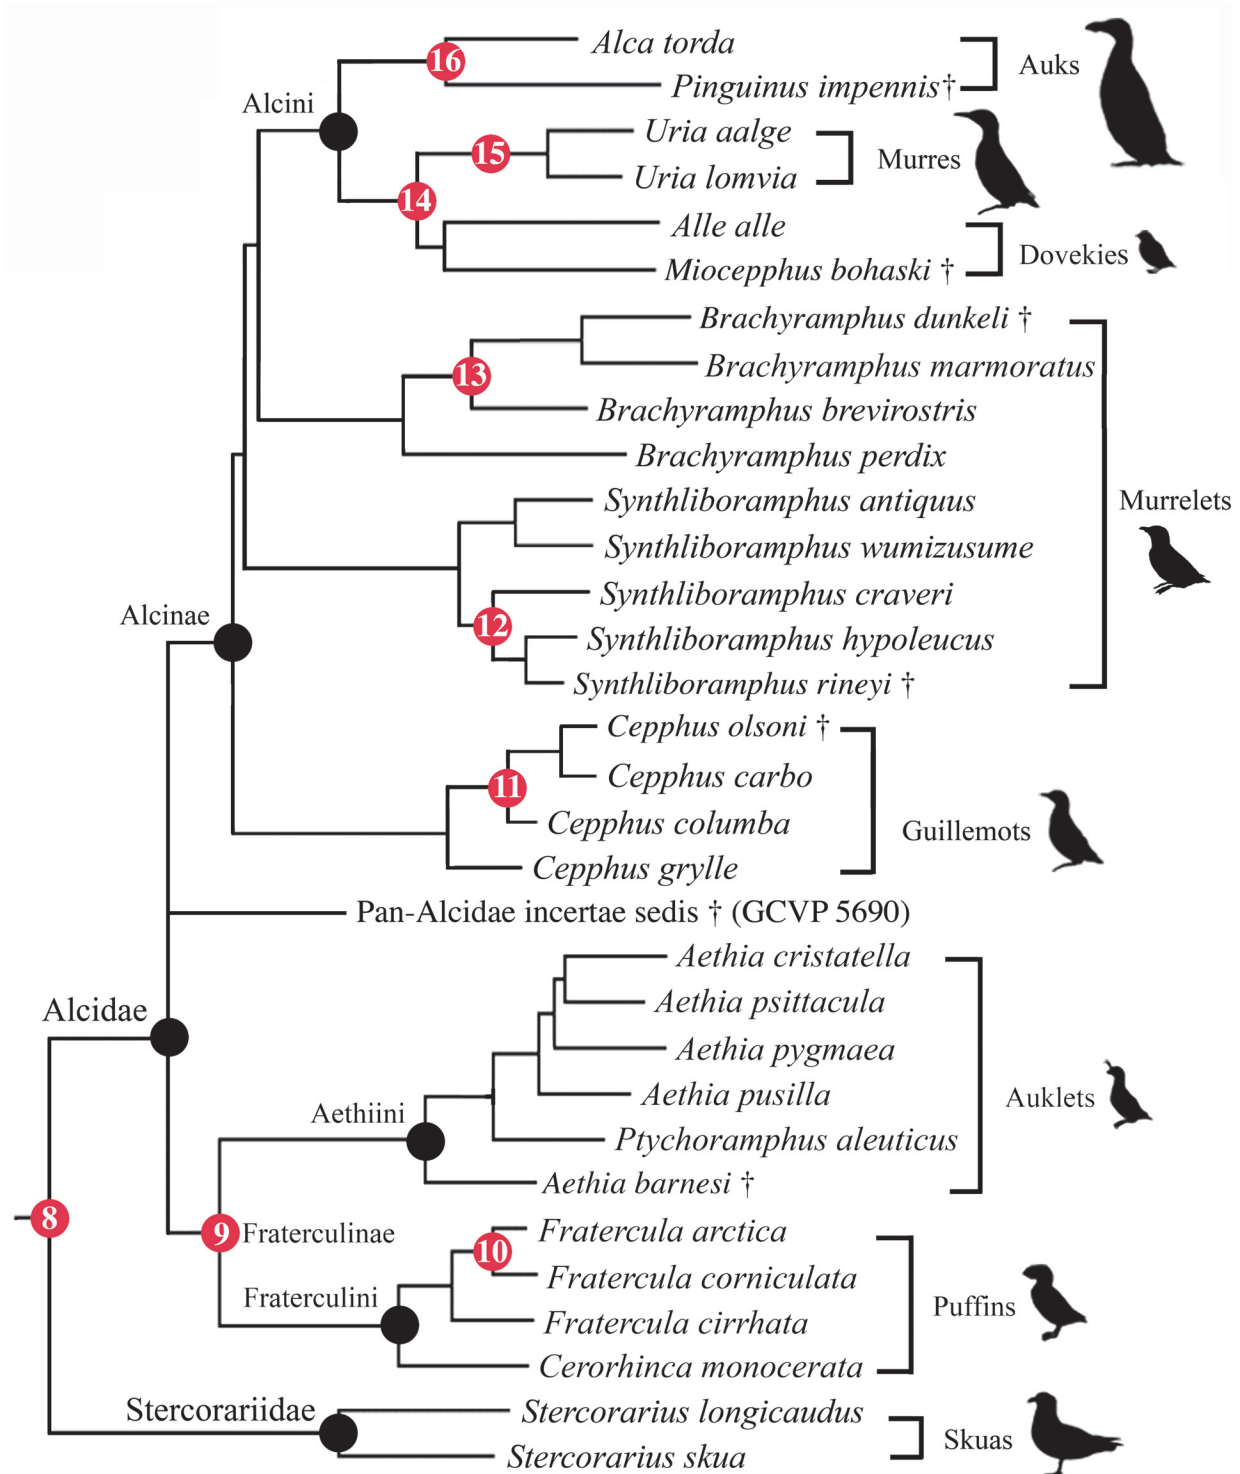 Alca torda
16
Auks
Pinguinus impennis†
Alcini
Uria aalge
15
Murres
Uria lomvia
14
Alle alle
Dovekies
Miocepphus bohaski †
Brachyramphus dunkeli †
Brachyramphus marmoratus
13
Brachyramphus brevirostris
Brachyramphus perdix
Synthliboramphus antiquus
Murrelets
Synthliboramphus wumizusume
Synthliboramphus craveri
Alcinae
12
Synthliboramphus hypoleucus
Synthliboramphus rineyi †
Cepphus olsoni †
Cepphus carbo
11
Cepphus columba
Guillemots
Cepphus grylle
Pan-Alcidae incertae sedis † (GCVP 5690)
Aethia cristatella
Alcidae
Aethia psittacula
Aethia pygmaea
Aethia pusilla
Auklets
Aethiini
Ptychoramphus aleuticus
Aethia barnesi †
8
9
Fraterculinae
Fratercula arctica
10
Fratercula corniculata
Fraterculini
Puffins
Fratercula cirrhata
Cerorhinca monocerata
Stercorariidae
Stercorarius longicaudus
Skuas
Stercorarius skua